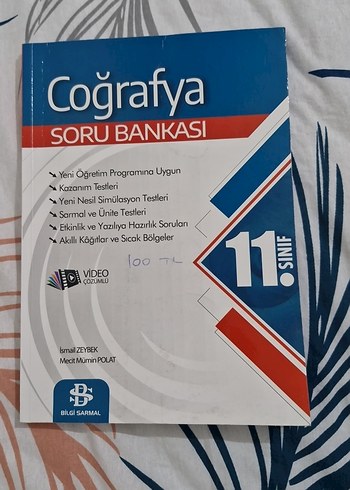 Coğrafya
SORU BANKASI
Yeni Öğretim Programına Uygun
Kazanım Testleri
Yeni Nesil Simülasyon Testleri
Sarmal ve Ünite Testleri
Etkinlik ve Yazılıya Hazırlık Soruları
Akıllı Kâğıtlar ve Sıcak Bölgeler
100 TL
11. SINIF
VİDEO
ÇÖZÜMLÜ
İsmail ZEYBEK
Mecit Mümin POLAT
BS
BİLGİ SARMAL